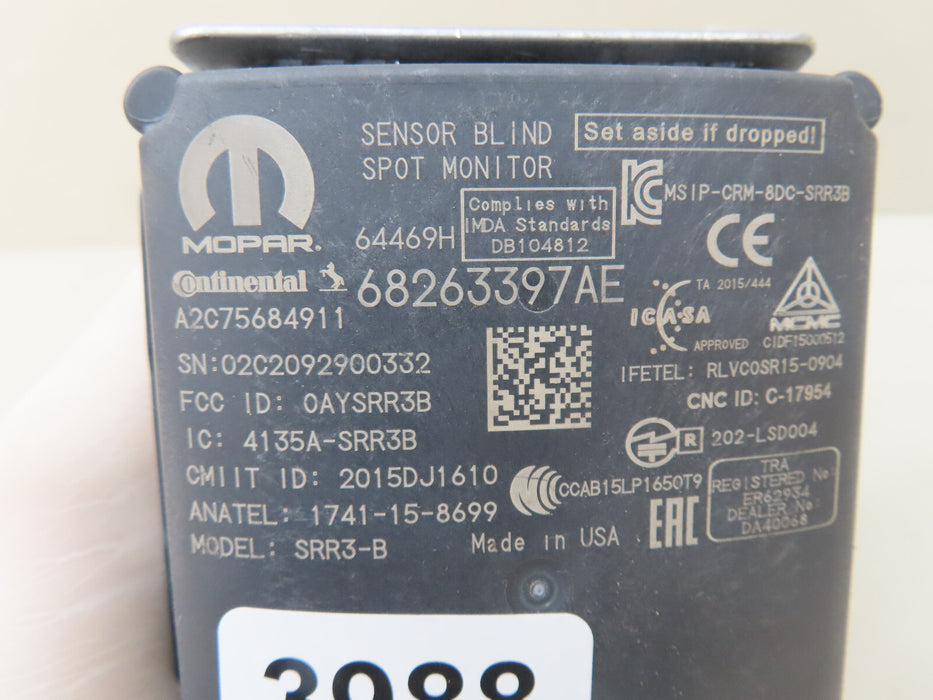 SENSOR BLIND
SPOT MONITOR
Set aside if dropped!
MOPAR®
64469H
Complies with
IMDA Standards
DB104812
MSIP-CRM-8DC-SRR3B
CE
Continental
68263397AE
TA 2015/444
ICASA
APPROVED
MCMC
CIDF15000512
A2C75684911
SN:02C2092900332
IFETEL: RLVCOSR15-0904
FCC ID: OAYSRR3B
CNC ID: C-17954
IC: 4135A-SRR3B
R 202-LSD004
CMIIT ID: 2015DJ1610
CCAB15LP1650T9
TRA
REGISTERED No:
ER62934
DEALER No:
DA40068
ANATEL: 1741-15-8699
EAC
MODEL: SRR3-B
Made in USA
3988